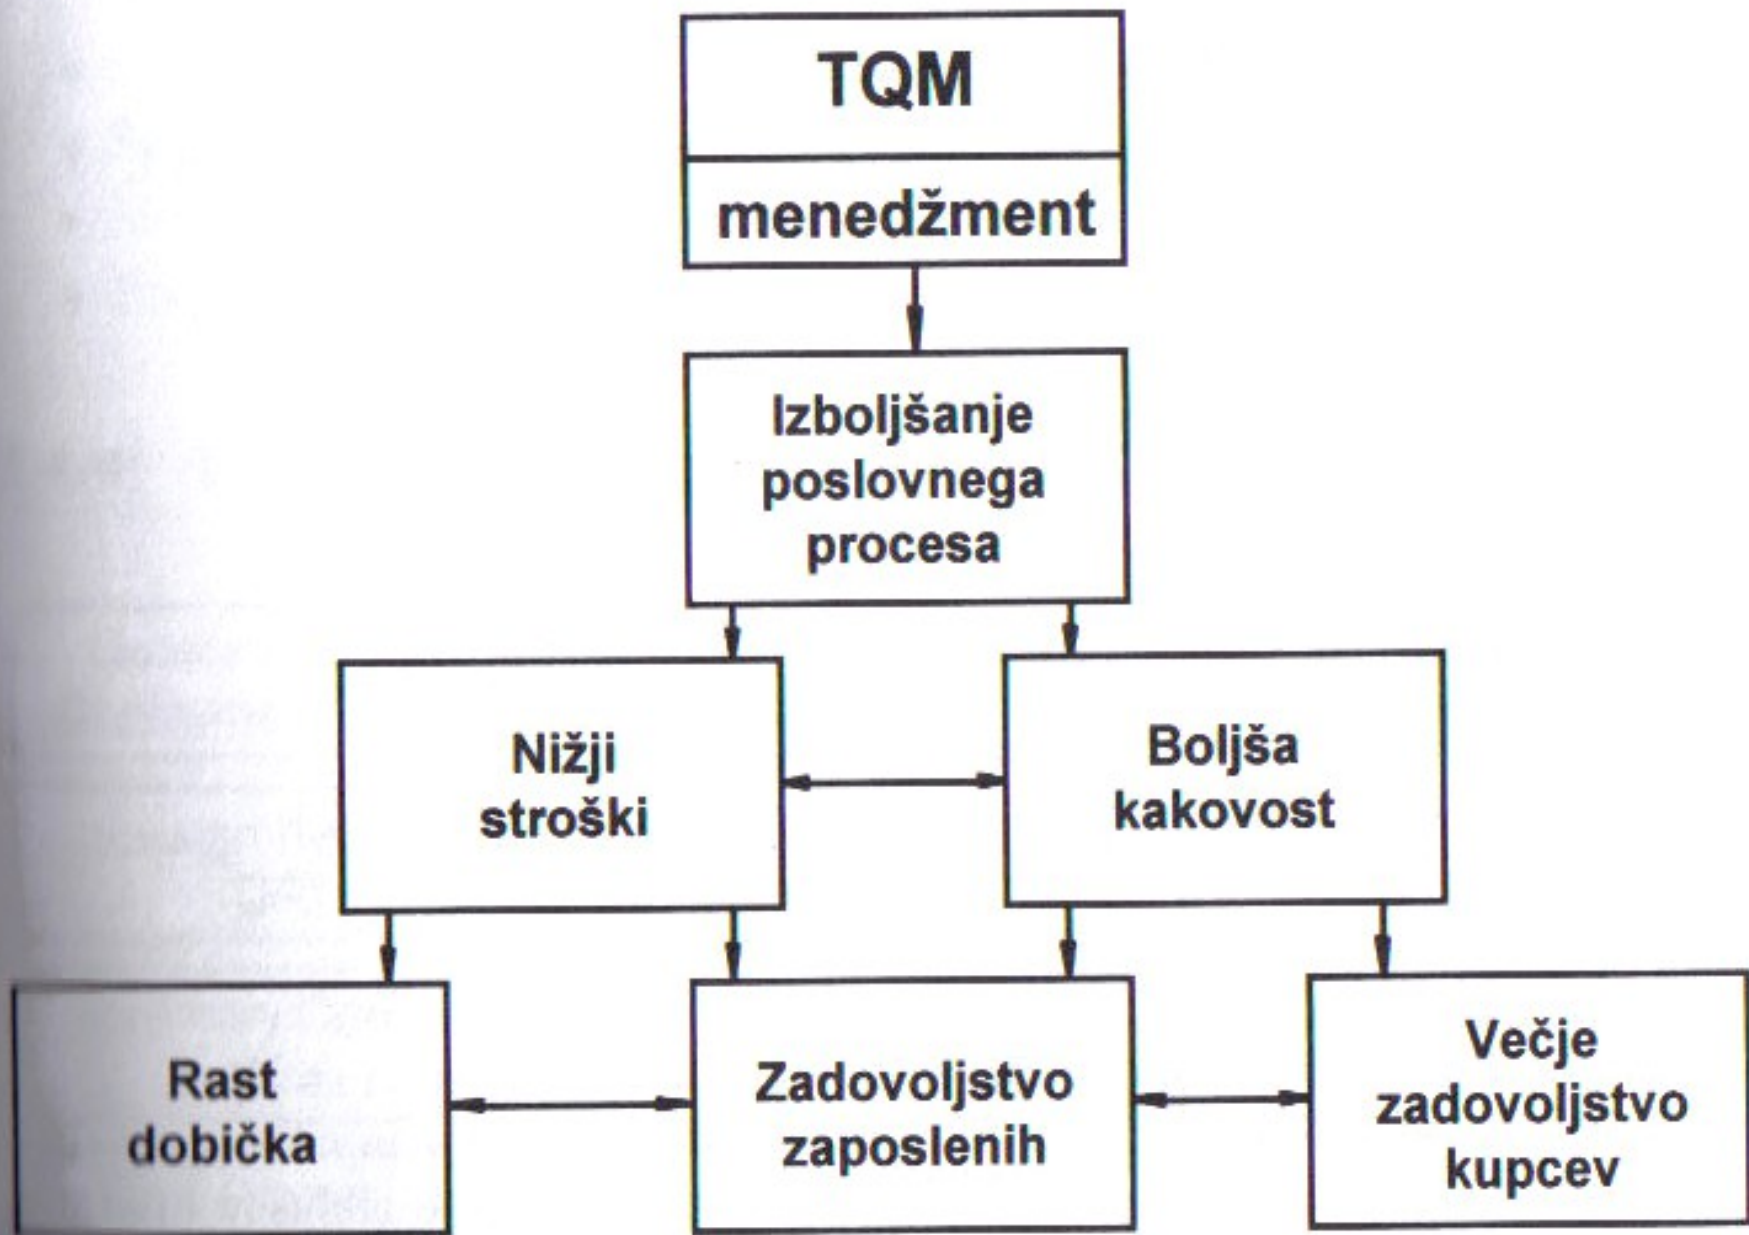 TQM
menedžment
Izboljšanje
poslovnega
procesa
Nižji
stroški
Boljša
kakovost
Rast
dobička
Zadovoljstvo
zaposlenih
Večje
zadovoljstvo
kupcev